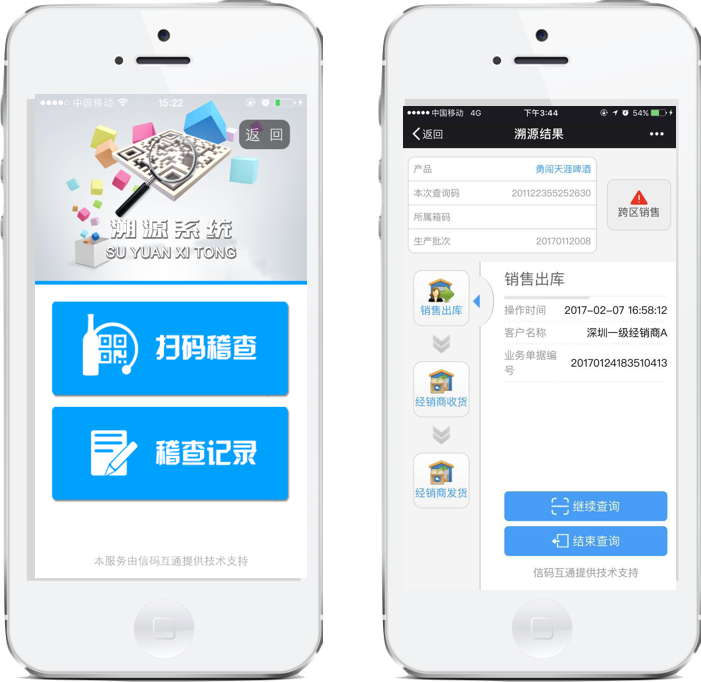 中国移动 15:22
返 回
溯源系统
SU YUAN XI TONG
扫码稽查
稽查记录
本服务由信码互通提供技术支持
中国移动 4G 下午3:44 54%
返回 溯源结果
产品 勇闯天涯啤酒
本次查询码 201122355252630
所属箱码
生产批次 20170112008
跨区销售
销售出库
经销商收货
经销商发货
销售出库
操作时间 2017-02-07 16:58:12
客户名称 深圳一级经销商A
业务单据编
号 20170124183510413
继续查询
结束查询
信码互通提供技术支持